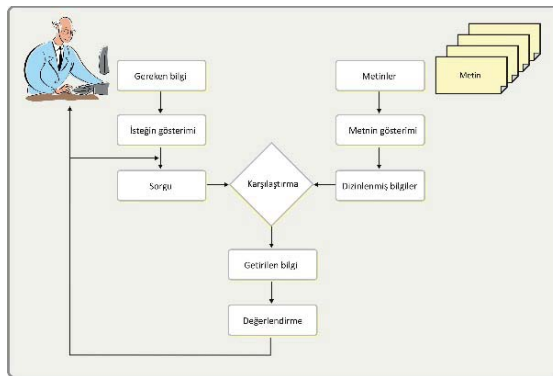 Gereken bilgi
Metinler
Metin
İsteğin gösterimi
Metnin gösterimi
Sorgu
Karşılaştırma
Dizinlenmiş bilgiler
Getirilen bilgi
Değerlendirme